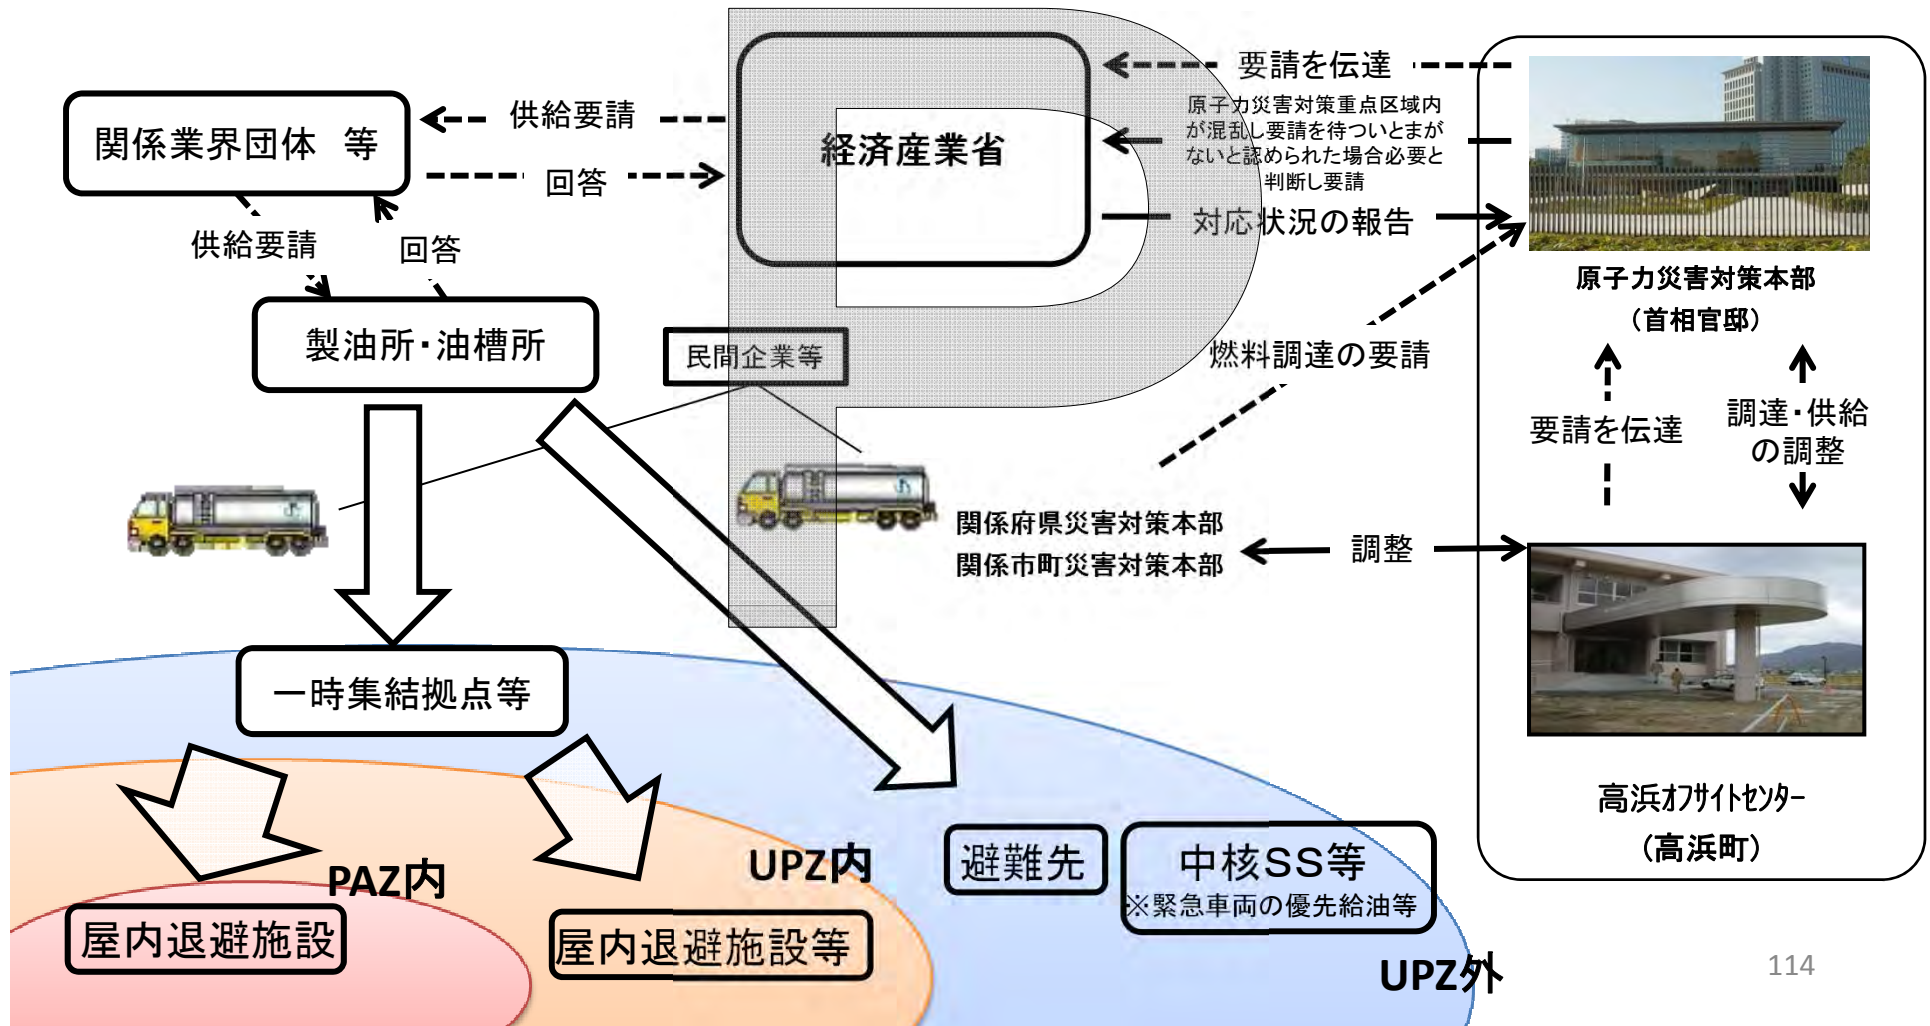 要請を伝達
供給要請
原子力災害対策重点区域内
が混乱し要請を待ついとまが
ないと認められた場合必要と
判断し要請
関係業界団体　等
経済産業省
回答
対応状況の報告
供給要請
回答
原子力災害対策本部
（首相官邸）
製油所・油槽所
民間企業等
燃料調達の要請
要請を伝達
調達・供給
の調整
関係府県災害対策本部
関係市町災害対策本部
調整
一時集結拠点等
高浜オフサイトセンター
（高浜町）
PAZ内
UPZ内
避難先
中核SS等
※緊急車両の優先給油等
屋内退避施設
屋内退避施設等
UPZ外
114
P